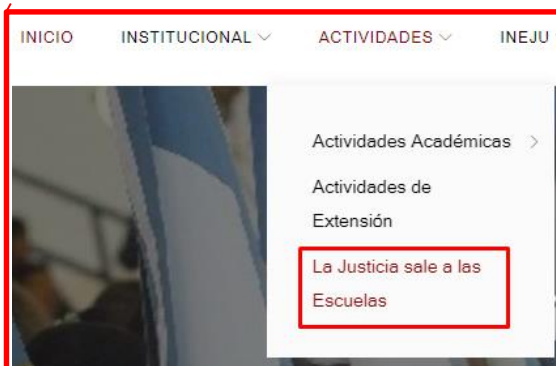 INICIO INSTITUCIONAL ACTIVIDADES INEJU
Actividades Académicas
Actividades de
Extensión
La Justicia sale a las
Escuelas